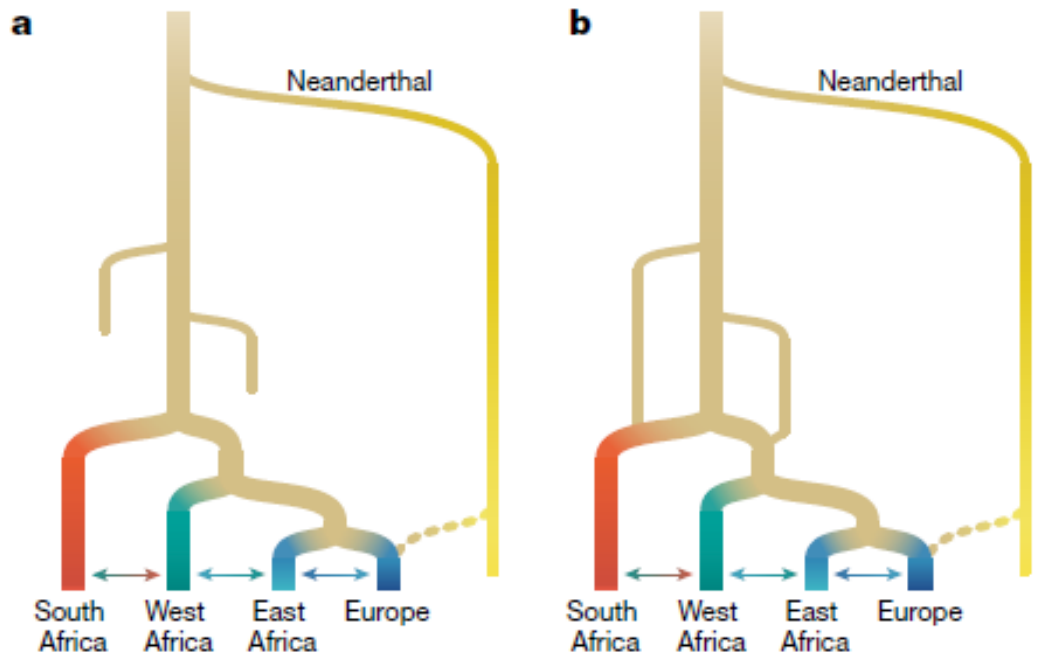 a
Neanderthal
South
Africa
West
Africa
East
Africa
Europe
b
Neanderthal
South
Africa
West
Africa
East
Africa
Europe